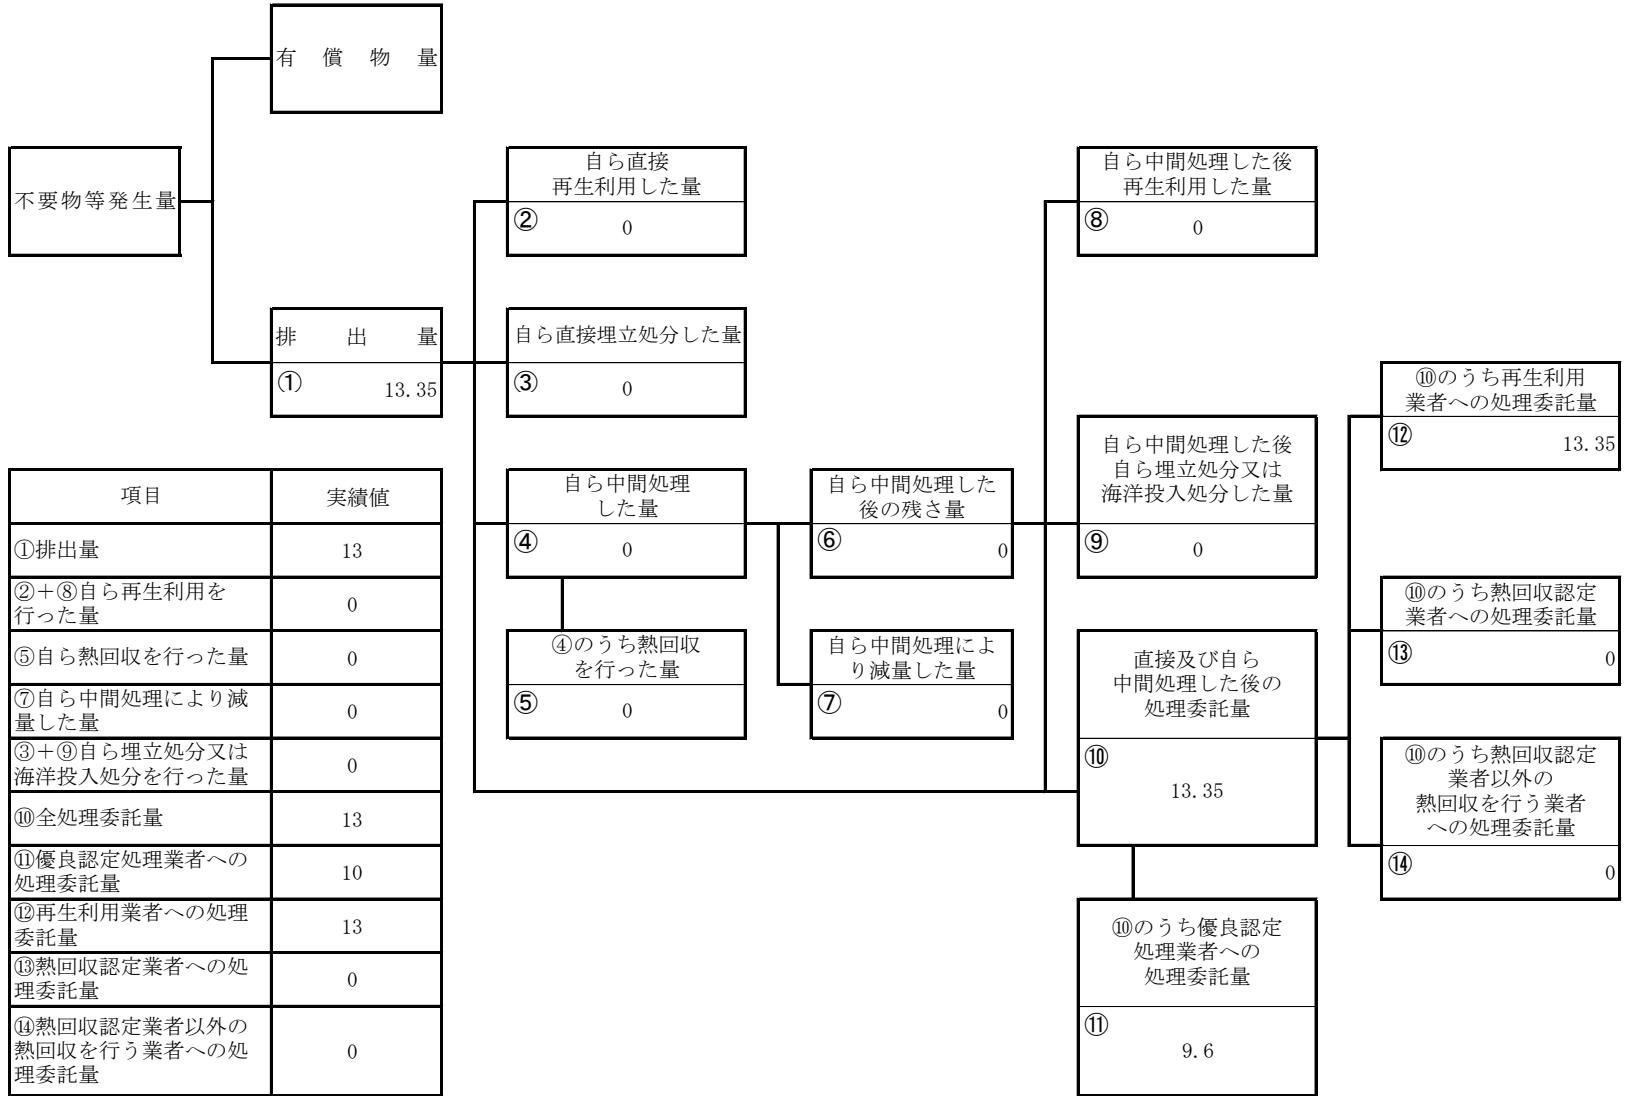 有償物量
不要物等発生量
排出量
① 13.35
自ら直接
再生利用した量
② 0
自ら直接埋立処分した量
③ 0
自ら中間処理
した量
④ 0
④のうち熱回収
を行った量
⑤ 0
自ら中間処理した
後の残さ量
⑥ 0
自ら中間処理によ
り減量した量
⑦ 0
自ら中間処理した後
再生利用した量
⑧ 0
自ら中間処理した後
自ら埋立処分又は
海洋投入処分した量
⑨ 0
直接及び自ら
中間処理した後の
処理委託量
⑩
13.35
⑩のうち優良認定
処理業者への
処理委託量
⑪
9.6
⑩のうち再生利用
業者への処理委託量
⑫ 13.35
⑩のうち熱回収認定
業者への処理委託量
⑬ 0
⑩のうち熱回収認定
業者以外の
熱回収を行う業者
への処理委託量
⑭ 0
項目 実績値
①排出量 13
②+⑧自ら再生利用を
行った量 0
⑤自ら熱回収を行った量 0
⑦自ら中間処理により減
量した量 0
③+⑨自ら埋立処分又は
海洋投入処分を行った量 0
⑩全処理委託量 13
⑪優良認定処理業者への
処理委託量 10
⑫再生利用業者への処理
委託量 13
⑬熱回収認定業者への処
理委託量 0
⑭熱回収認定業者以外の
熱回収を行う業者への処
理委託量 0